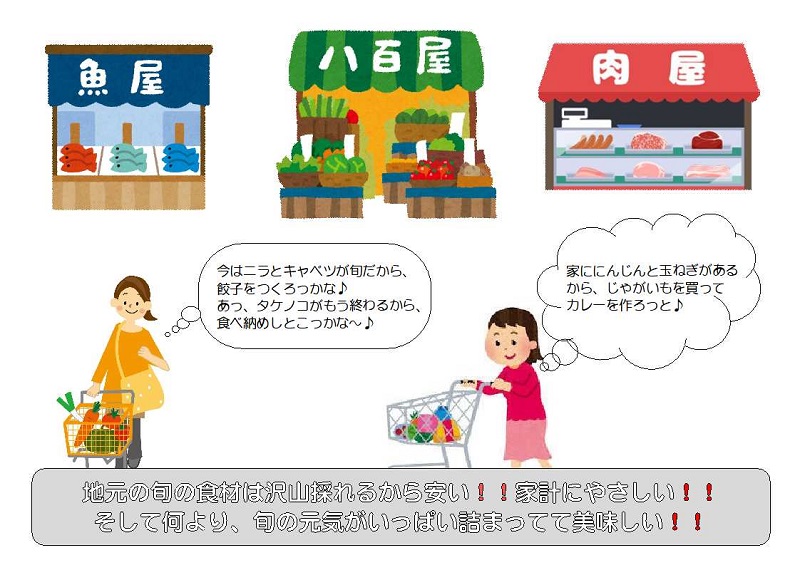 魚屋
八百屋
肉屋
今はニラとキャベツが旬だから、
餃子をつくろっかな♪
あっ、タケノコがもう終わるから、
食べ納めしとこっかな～♪
家ににんじんと玉ねぎがある
から、じゃがいもを買って
カレーを作ろっと♪
地元の旬の食材は沢山採れるから安い！！家計にやさしい！！
そして何より、旬の元気がいっぱい詰まってて美味しい！！